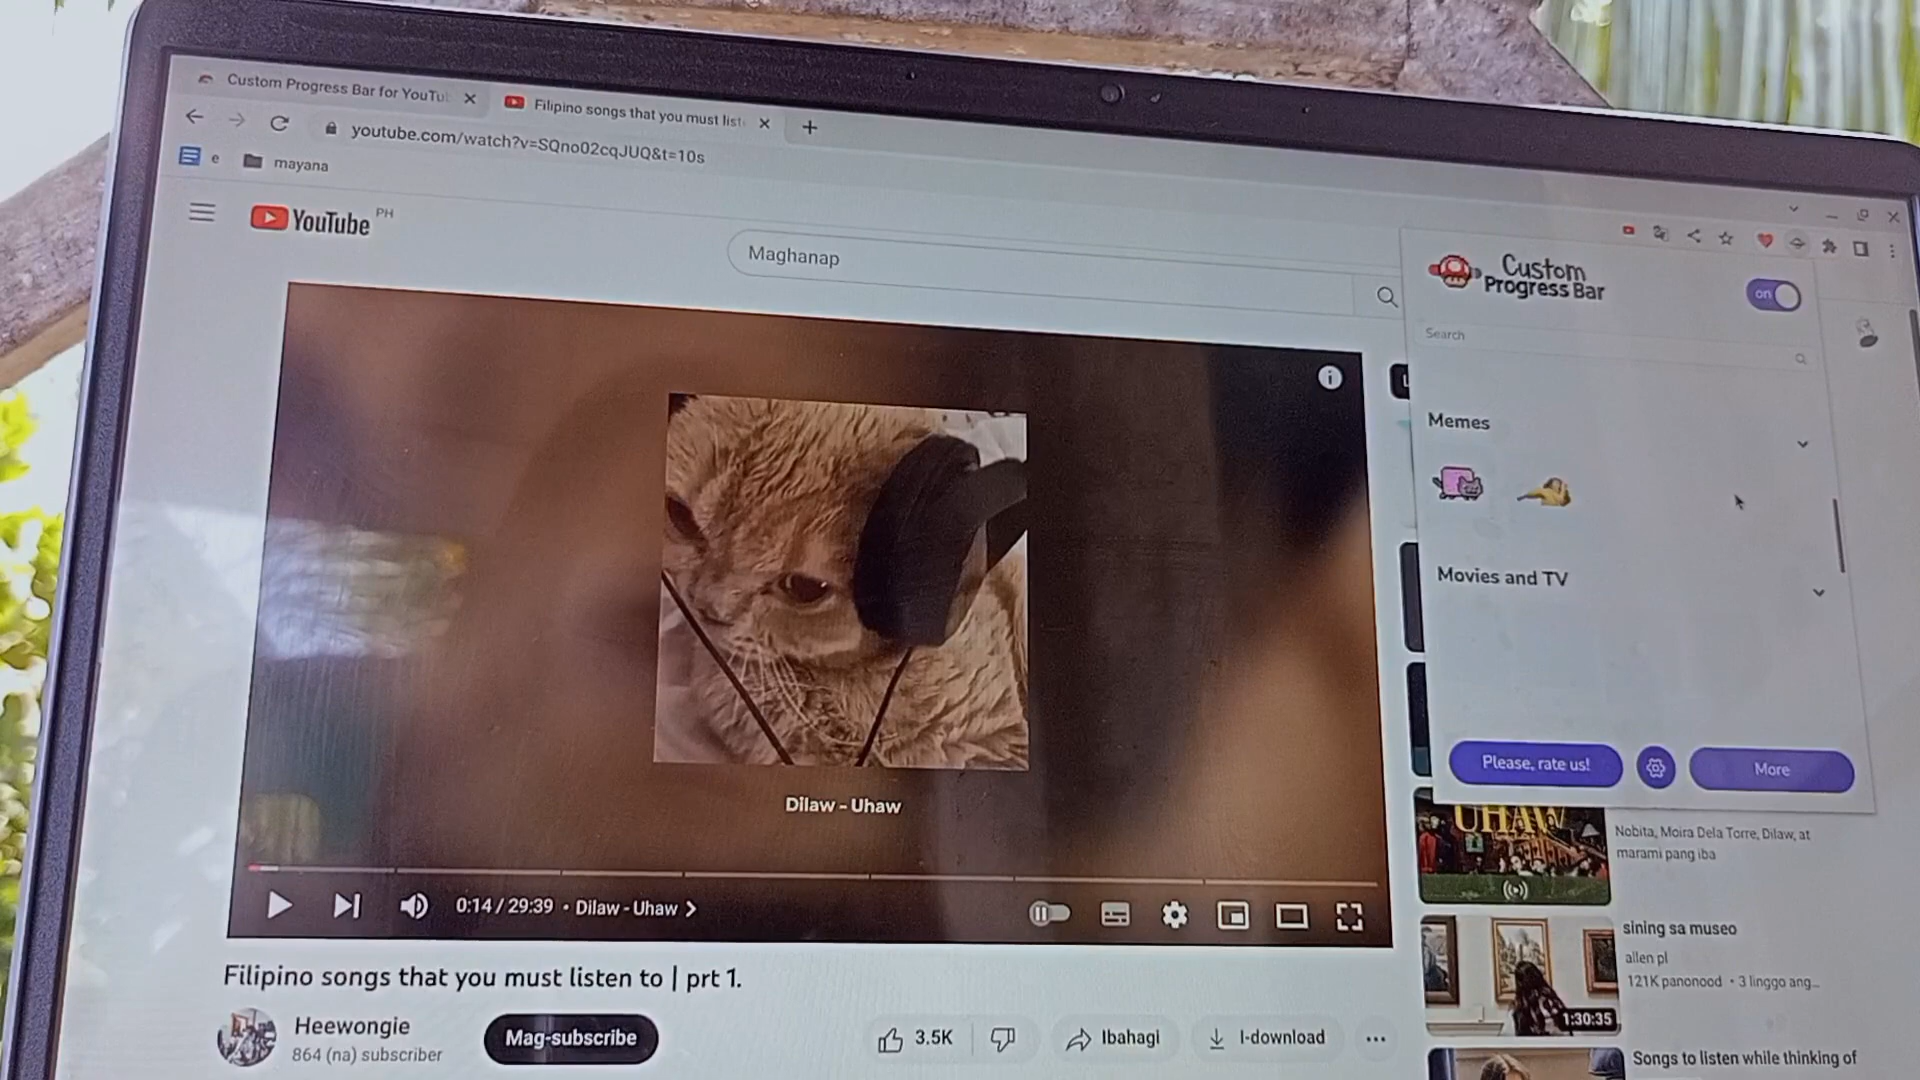 Custom Progress Bar for YouTu
Filipino songs that you must list
youtube.com/watch?v=SQno02cqJUQ&t=10s
e
mayana
YouTube PH
Maghanap
Custom
Progress Bar
on
Search
Memes
Movies and TV
Please, rate us!
More
Dilaw - Uhaw
0:14 / 29:39 • Dilaw - Uhaw
Filipino songs that you must listen to | prt 1.
Heewongie
864 (na) subscriber
Mag-subscribe
3.5K
Ibahagi
I-download
UHAW
Nobita, Moira Dela Torre, Dilaw, at
marami pang iba
sining sa museo
allen pl
121K panonood • 3 linggo ang...
1:30:35
Songs to listen while thinking of